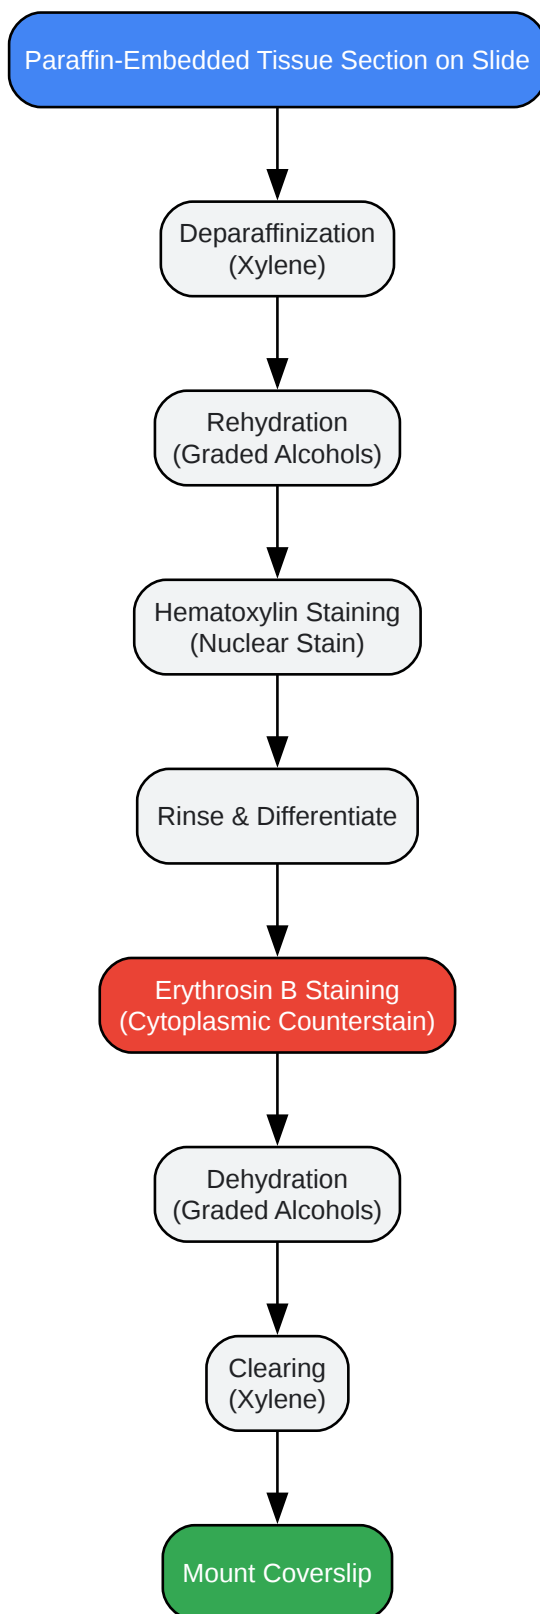 Paraffin-Embedded Tissue Section on Slide
Deparaffinization
(Xylene)
Rehydration
(Graded Alcohols)
Hematoxylin Staining
(Nuclear Stain)
Rinse & Differentiate
Erythrosin B Staining
(Cytoplasmic Counterstain)
Dehydration
(Graded Alcohols)
Clearing
(Xylene)
Mount Coverslip